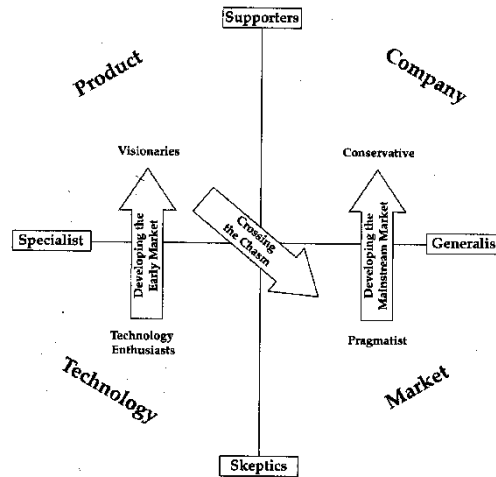 Supporters
Product
Company
Visionaries
Conservative
Developing the
Early Market
Crossing
the Chasm
Developing the
Mainstream Market
Specialist
Generalis
Technology
Enthusiasts
Pragmatist
Technology
Market
Skeptics